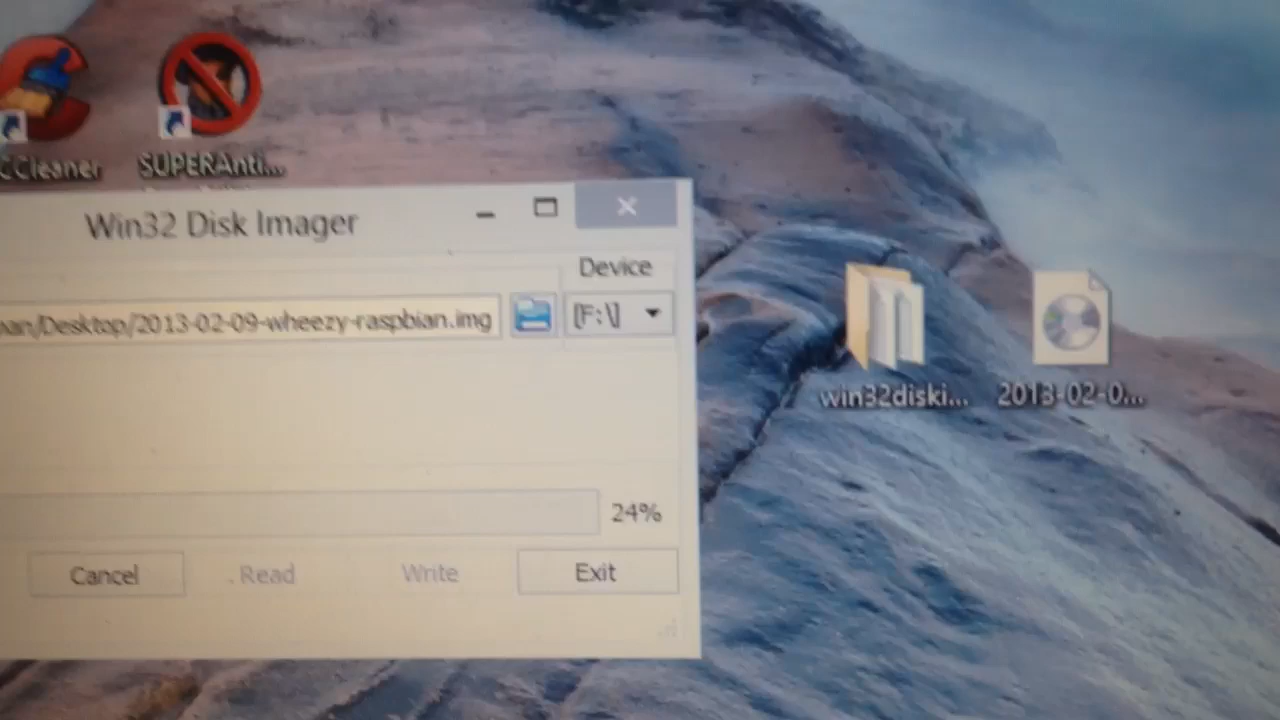 CCleaner
SUPERAnti...
Win32 Disk Imager
Device
nan/Desktop/2013-02-09-wheezy-raspbian.img
[F:\]
win32diski...
2013-02-0...
24%
Cancel
Read
Write
Exit